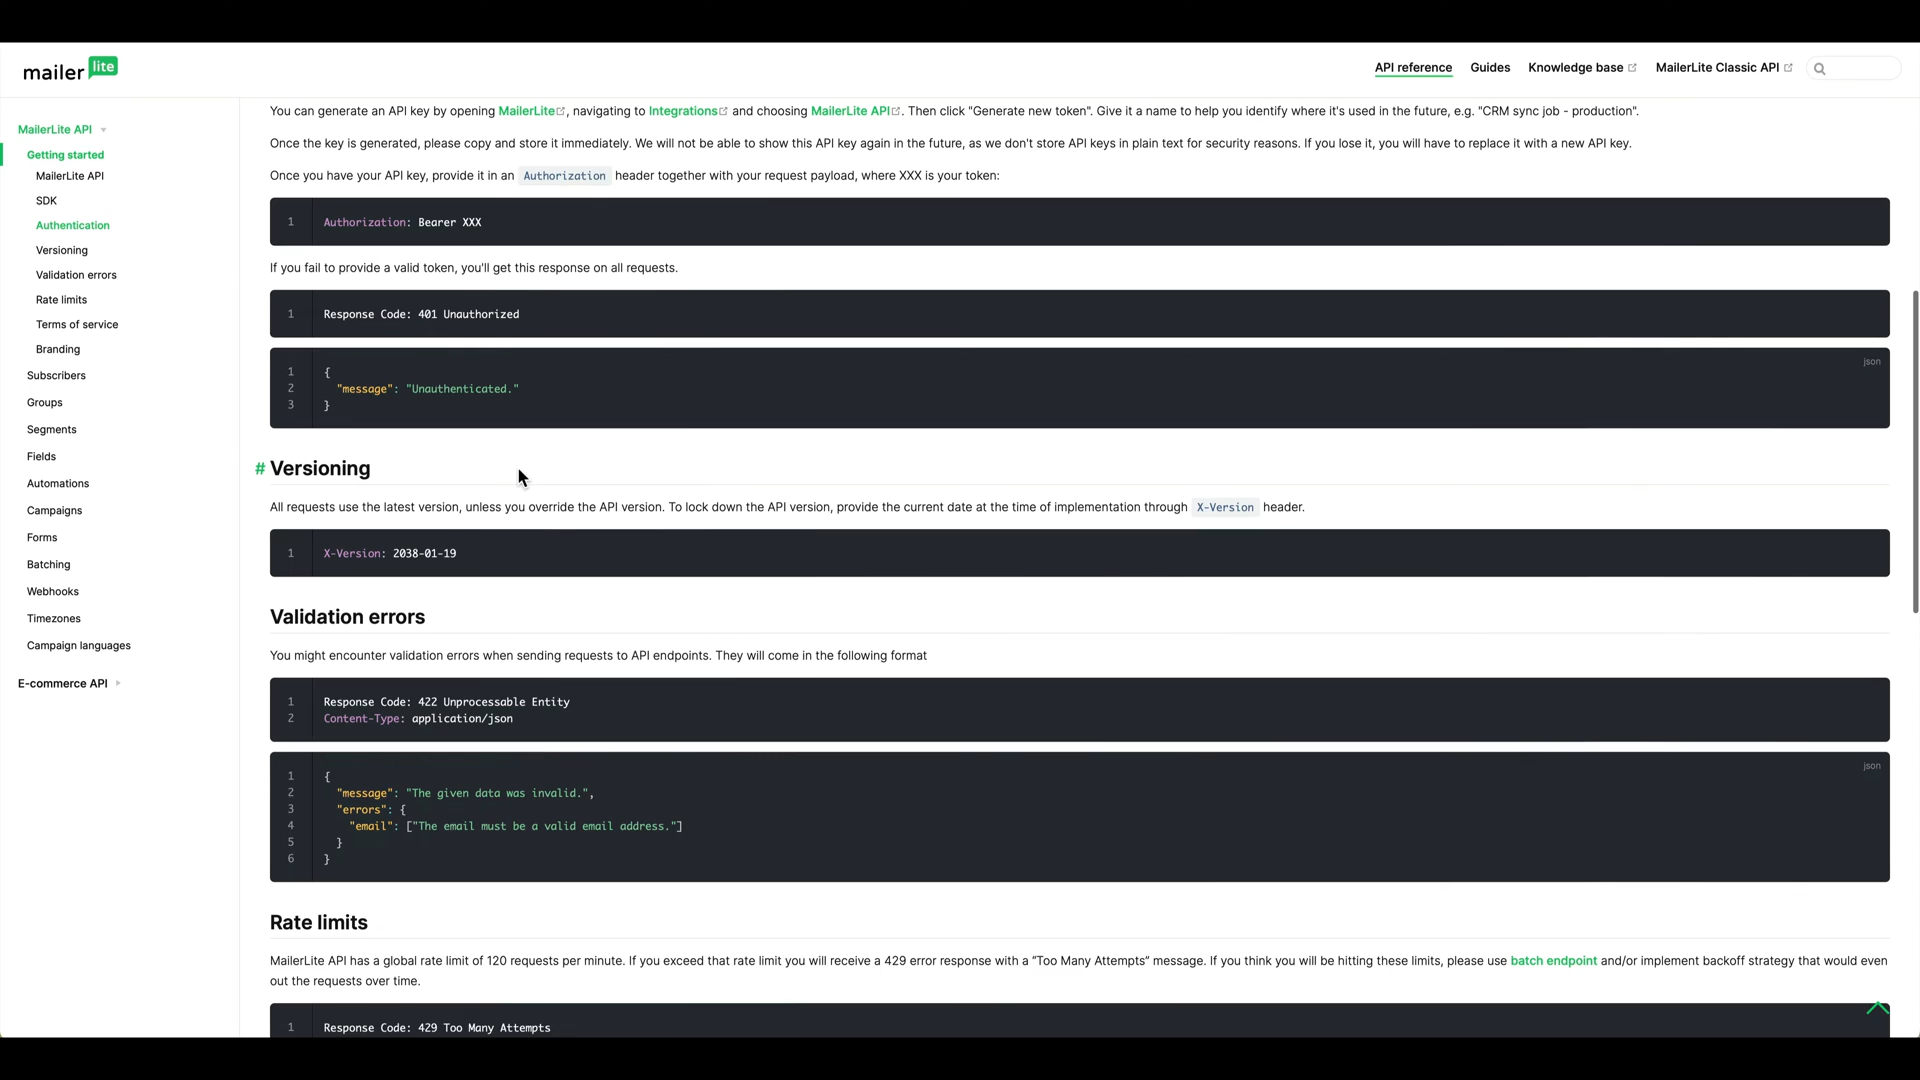 mailer lite
API reference
Guides
Knowledge base
MailerLite Classic API
MailerLite API
Getting started
MailerLite API
SDK
Authentication
Versioning
Validation errors
Rate limits
Terms of service
Branding
Subscribers
Groups
Segments
Fields
Automations
Campaigns
Forms
Batching
Webhooks
Timezones
Campaign languages
E-commerce API
You can generate an API key by opening MailerLite, navigating to Integrations and choosing MailerLite API. Then click "Generate new token". Give it a name to help you identify where it's used in the future, e.g. "CRM sync job - production".
Once the key is generated, please copy and store it immediately. We will not be able to show this API key again in the future, as we don't store API keys in plain text for security reasons. If you lose it, you will have to replace it with a new API key.
Once you have your API key, provide it in an Authorization header together with your request payload, where XXX is your token:
1 Authorization: Bearer XXX
If you fail to provide a valid token, you'll get this response on all requests.
1 Response Code: 401 Unauthorized
json
1 {
2 "message": "Unauthenticated."
3 }
# Versioning
All requests use the latest version, unless you override the API version. To lock down the API version, provide the current date at the time of implementation through X-Version header.
1 X-Version: 2038-01-19
Validation errors
You might encounter validation errors when sending requests to API endpoints. They will come in the following format
1 Response Code: 422 Unprocessable Entity
2 Content-Type: application/json
json
1 {
2 "message": "The given data was invalid.",
3 "errors": {
4 "email": ["The email must be a valid email address."]
5 }
6 }
Rate limits
MailerLite API has a global rate limit of 120 requests per minute. If you exceed that rate limit you will receive a 429 error response with a “Too Many Attempts” message. If you think you will be hitting these limits, please use batch endpoint and/or implement backoff strategy that would even
out the requests over time.
1 Response Code: 429 Too Many Attempts